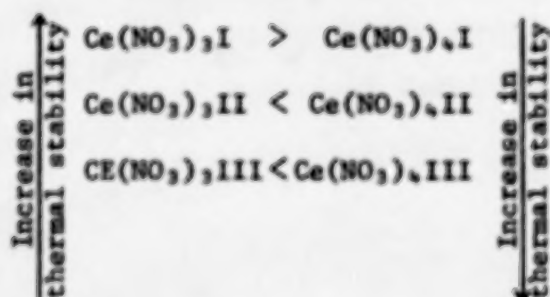 Increase in
thermal stability
Ce(NO₃)₃I > Ce(NO₃)₄I
Ce(NO₃)₃II < Ce(NO₃)₄II
CE(NO₃)₃III<Ce(NO₃)₄III
Increase in
thermal stability